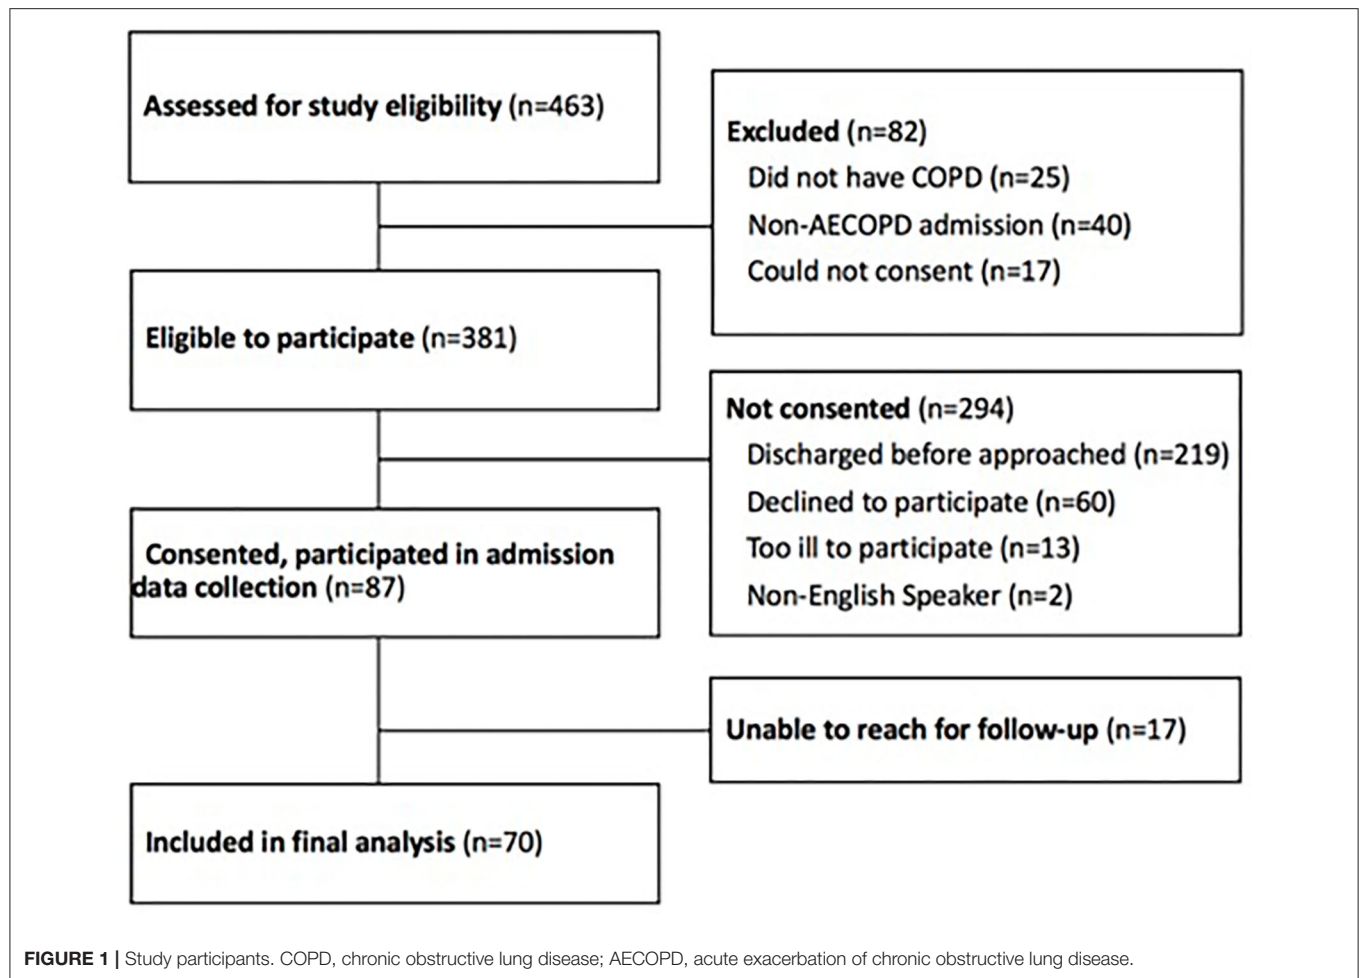 Assessed for study eligibility (n=463)
Excluded (n=82)
Did not have COPD (n=25)
Non-AECOPD admission (n=40)
Could not consent (n=17)
Eligible to participate (n=381)
Not consented (n=294)
Discharged before approached (n=219)
Declined to participate (n=60)
Too ill to participate (n=13)
Non-English Speaker (n=2)
Consented, participated in admission
data collection (n=87)
Unable to reach for follow-up (n=17)
Included in final analysis (n=70)
FIGURE 1 | Study participants. COPD, chronic obstructive lung disease; AECOPD, acute exacerbation of chronic obstructive lung disease.